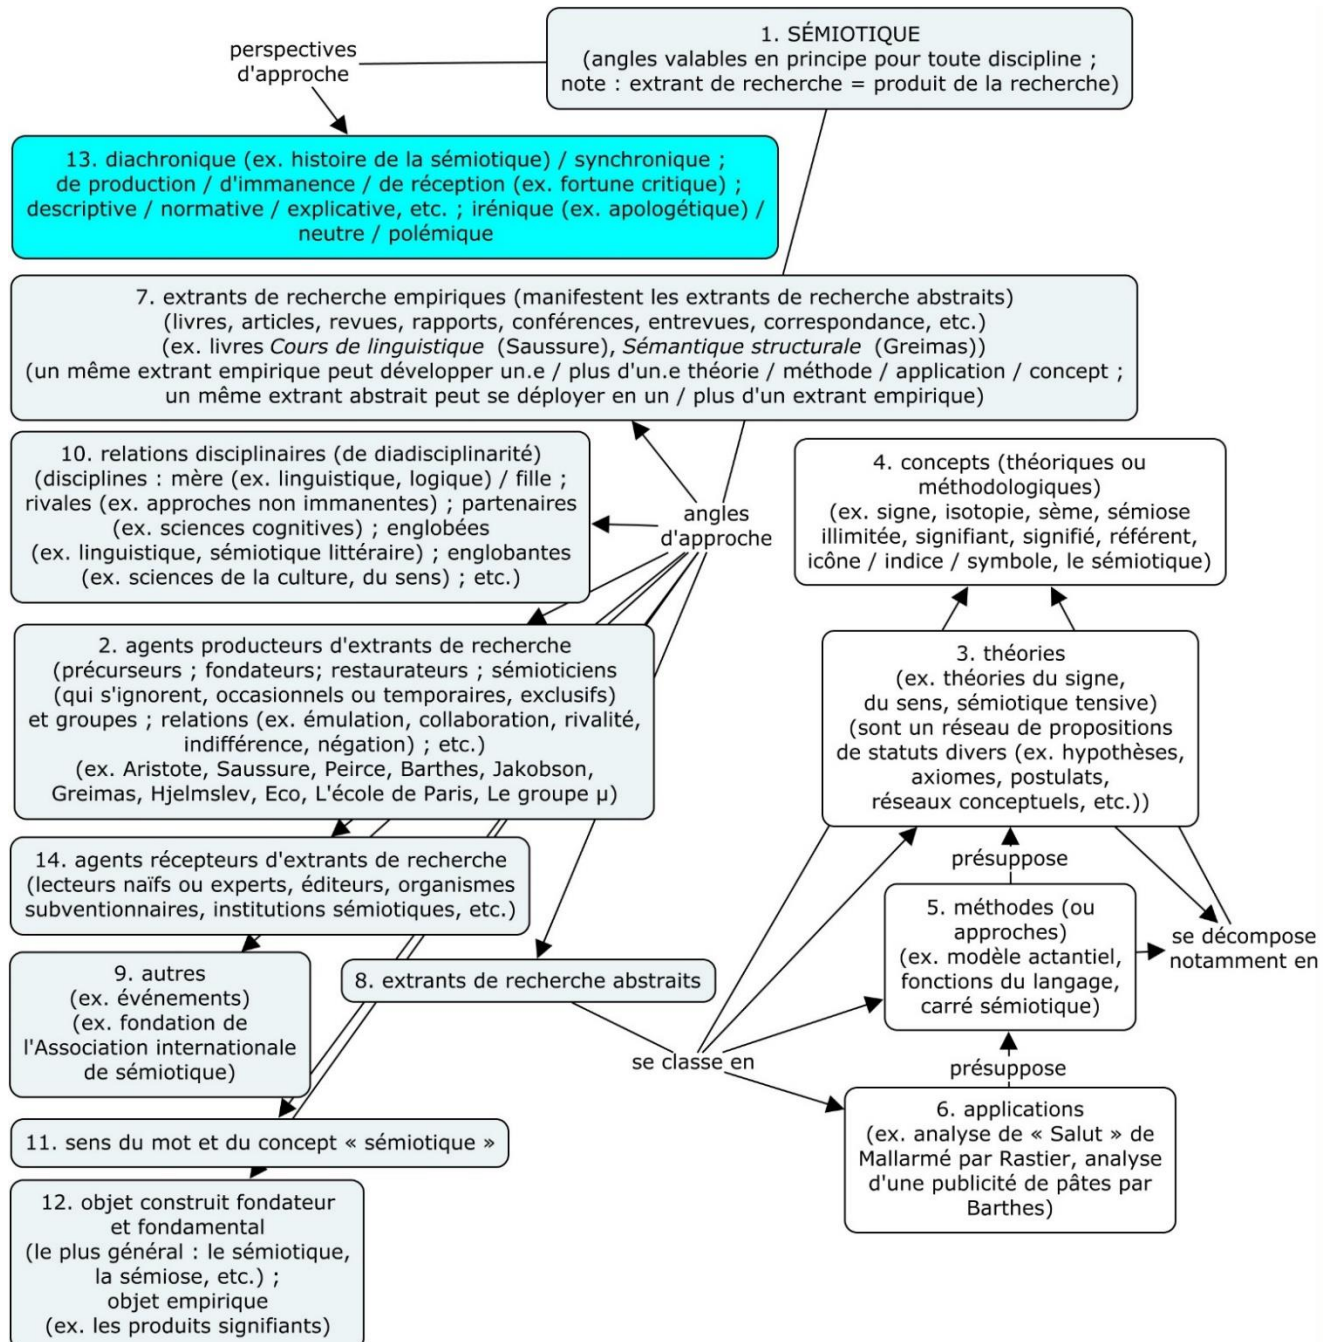 perspectives
d'approche
1. SÉMIOTIQUE
(angles valables en principe pour toute discipline ;
note : extrant de recherche = produit de la recherche)
13. diachronique (ex. histoire de la sémiotique) / synchronique ;
de production / d'immanence / de réception (ex. fortune critique) ;
descriptive / normative / explicative, etc. ; irénique (ex. apologétique) /
neutre / polémique
7. extrants de recherche empiriques (manifestent les extrants de recherche abstraits)
(livres, articles, revues, rapports, conférences, entrevues, correspondance, etc.)
(ex. livres Cours de linguistique (Saussure), Sémantique structurale (Greimas))
(un même extrant empirique peut développer un.e / plus d'un.e théorie / méthode / application / concept ;
un même extrant abstrait peut se déployer en un / plus d'un extrant empirique)
10. relations disciplinaires (de diadisciplinarité)
(disciplines : mère (ex. linguistique, logique) / fille ;
rivales (ex. approches non immanentes) ; partenaires
(ex. sciences cognitives) ; englobées
(ex. linguistique, sémiotique littéraire) ; englobantes
(ex. sciences de la culture, du sens) ; etc.)
angles
d'approche
4. concepts (théoriques ou
méthodologiques)
(ex. signe, isotopie, sème, sémiose
illimitée, signifiant, signifié, référent,
icône / indice / symbole, le sémiotique)
2. agents producteurs d'extrants de recherche
(précurseurs ; fondateurs; restaurateurs ; sémioticiens
(qui s'ignorent, occasionnels ou temporaires, exclusifs)
et groupes ; relations (ex. émulation, collaboration, rivalité,
indifférence, négation) ; etc.)
(ex. Aristote, Saussure, Peirce, Barthes, Jakobson,
Greimas, Hjelmslev, Eco, L'école de Paris, Le groupe µ)
3. théories
(ex. théories du signe,
du sens, sémiotique tensive)
(sont un réseau de propositions
de statuts divers (ex. hypothèses,
axiomes, postulats,
réseaux conceptuels, etc.))
14. agents récepteurs d'extrants de recherche
(lecteurs naïfs ou experts, éditeurs, organismes
subventionnaires, institutions sémiotiques, etc.)
présuppose
5. méthodes (ou
approches)
(ex. modèle actantiel,
fonctions du langage,
carré sémiotique)
se décompose
notamment en
9. autres
(ex. événements)
(ex. fondation de
l'Association internationale
de sémiotique)
8. extrants de recherche abstraits
se classe en
présuppose
6. applications
(ex. analyse de « Salut » de
Mallarmé par Rastier, analyse
d'une publicité de pâtes par
Barthes)
11. sens du mot et du concept « sémiotique »
12. objet construit fondateur
et fondamental
(le plus général : le sémiotique,
la sémiose, etc.) ;
objet empirique
(ex. les produits signifiants)